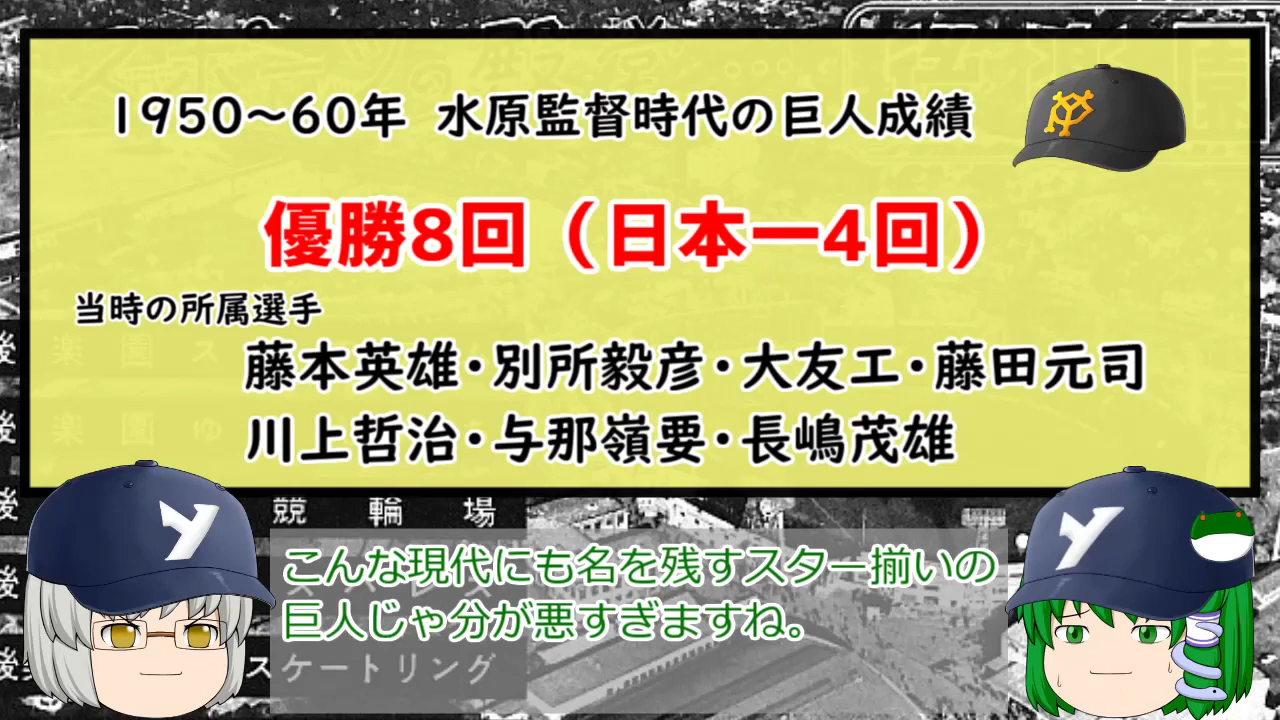 1950～60年 水原監督時代の巨人成績
優勝8回（日本一4回）
当時の所属選手
藤本英雄・別所毅彦・大友工・藤田元司
川上哲治・与那嶺要・長嶋茂雄
競輪場
こんな現代にも名を残すスター揃いの
巨人じゃ分が悪すぎますね。
スケートリング